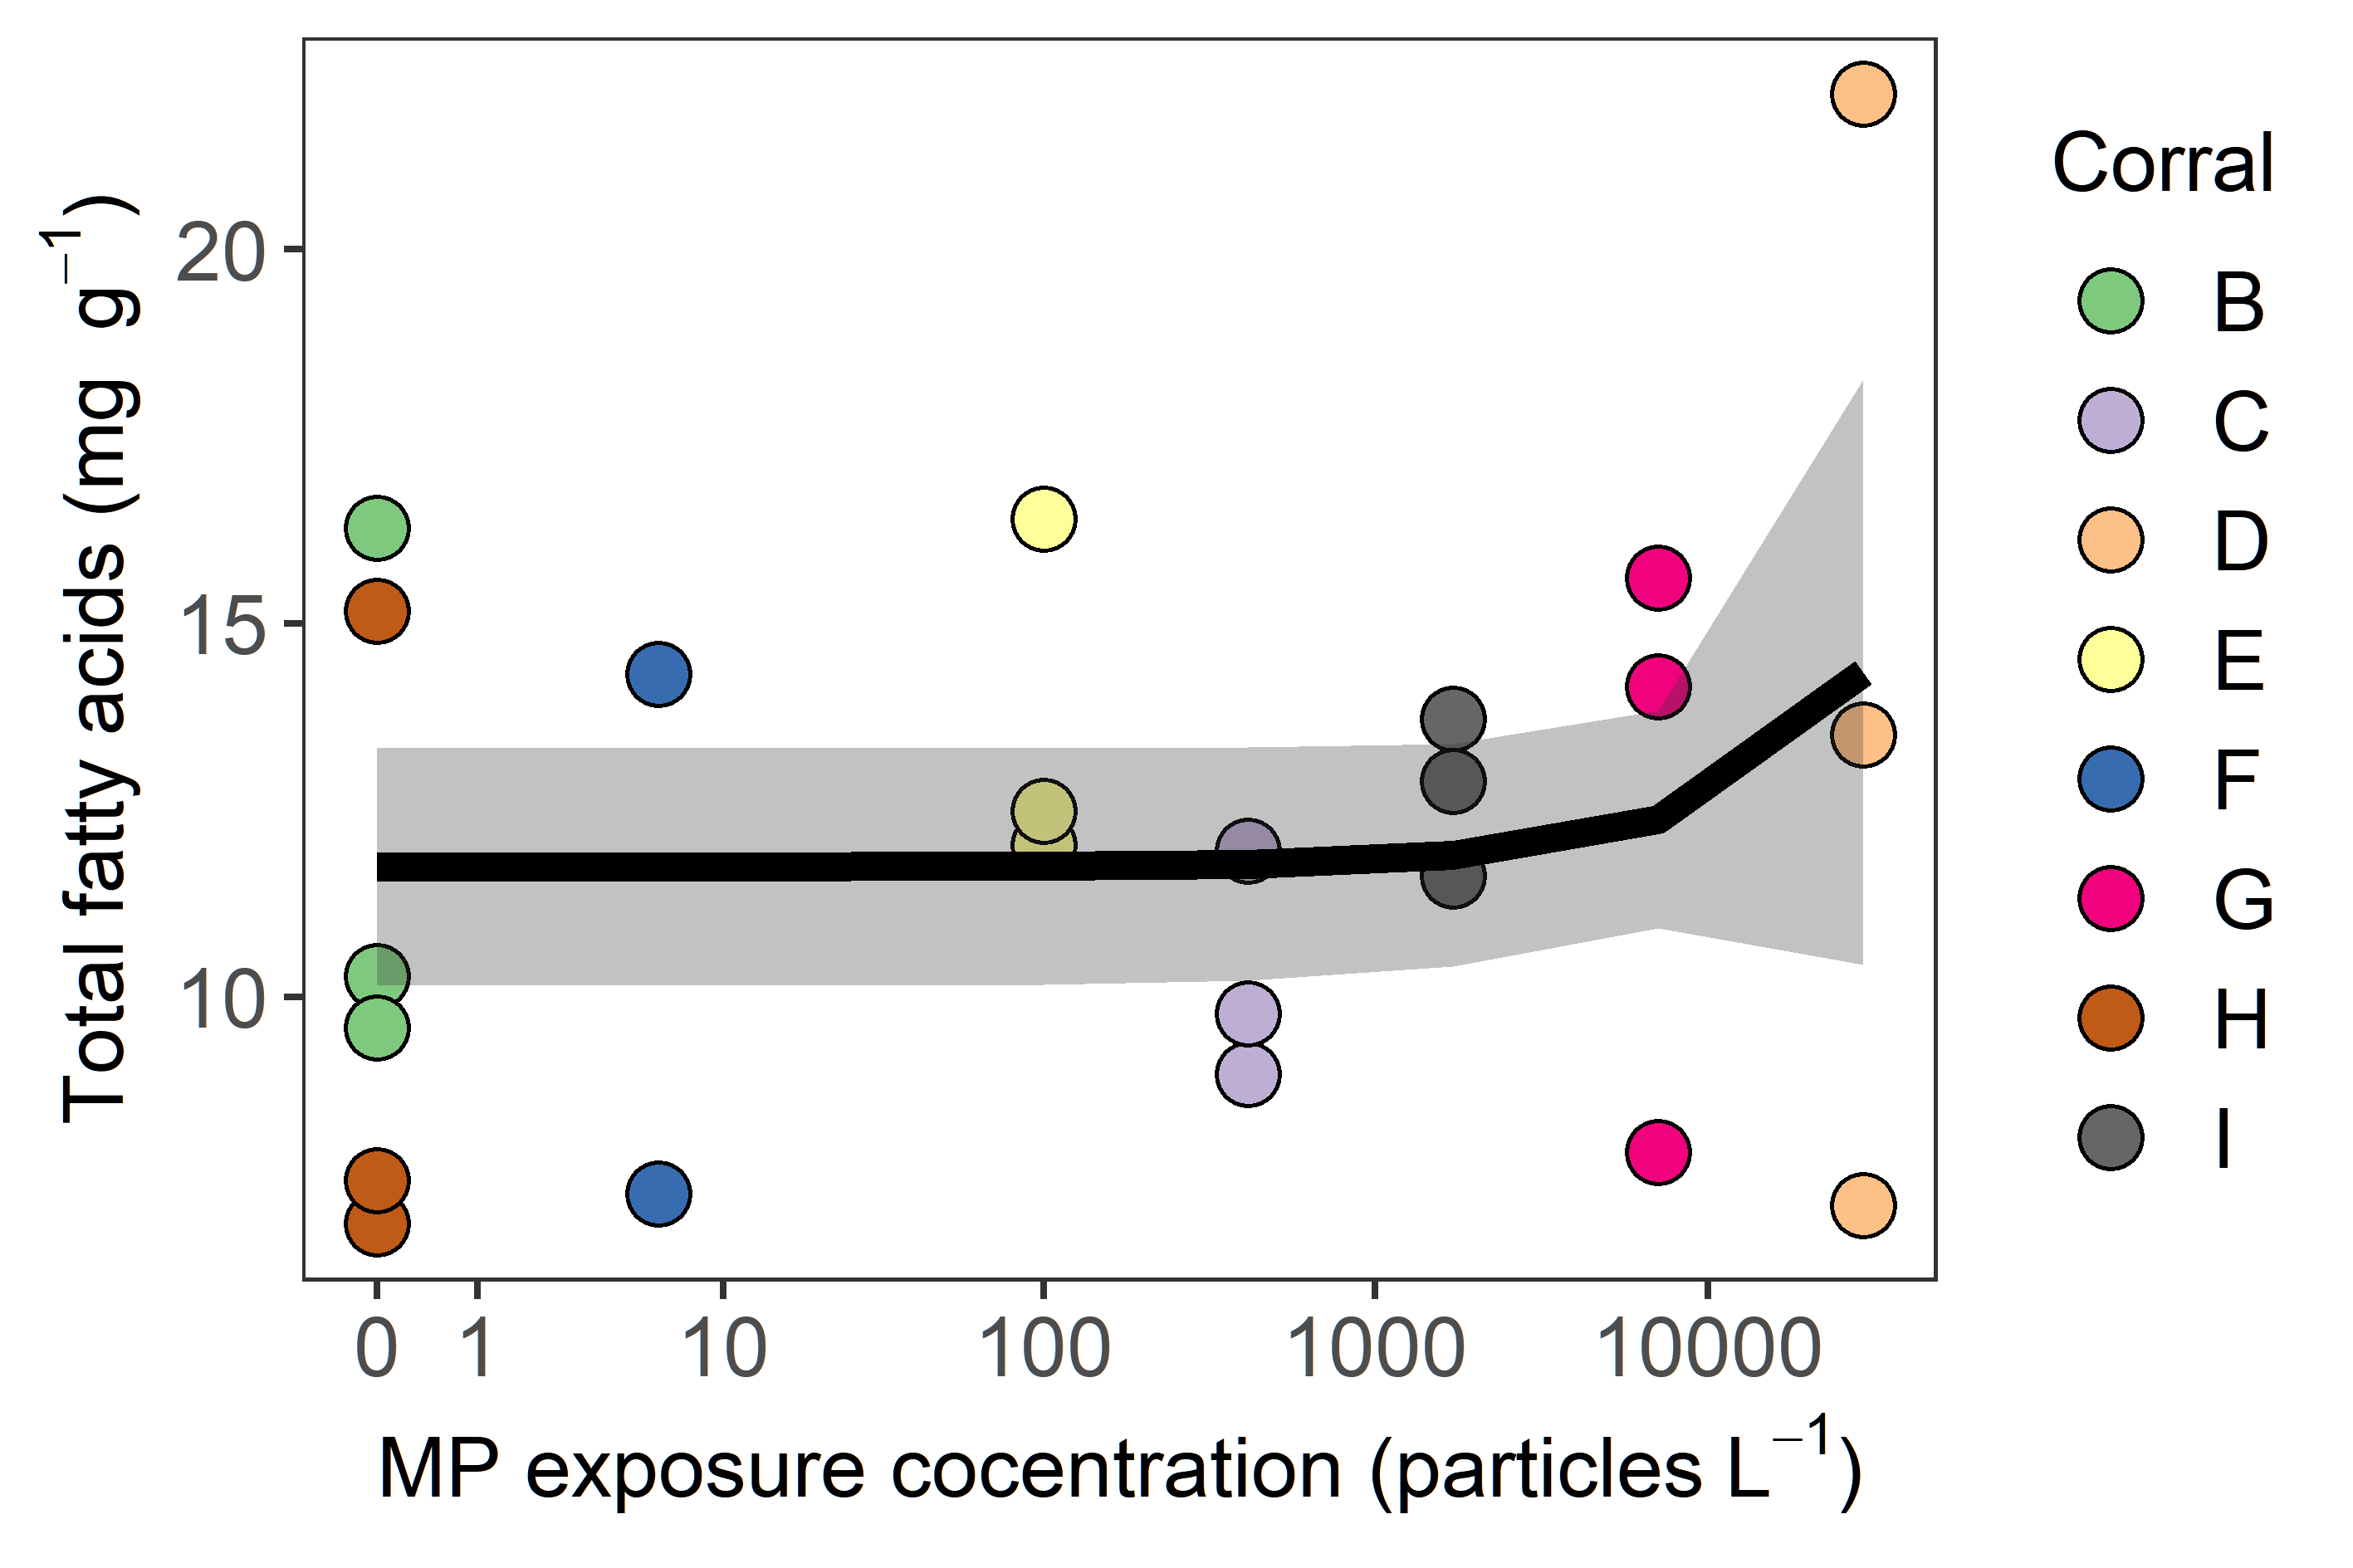 Total fatty acids (mg g⁻¹)
20
15
10
0 1 10 100 1000 10000
MP exposure cocentration (particles L⁻¹)
Corral
B
C
D
E
F
G
H
I